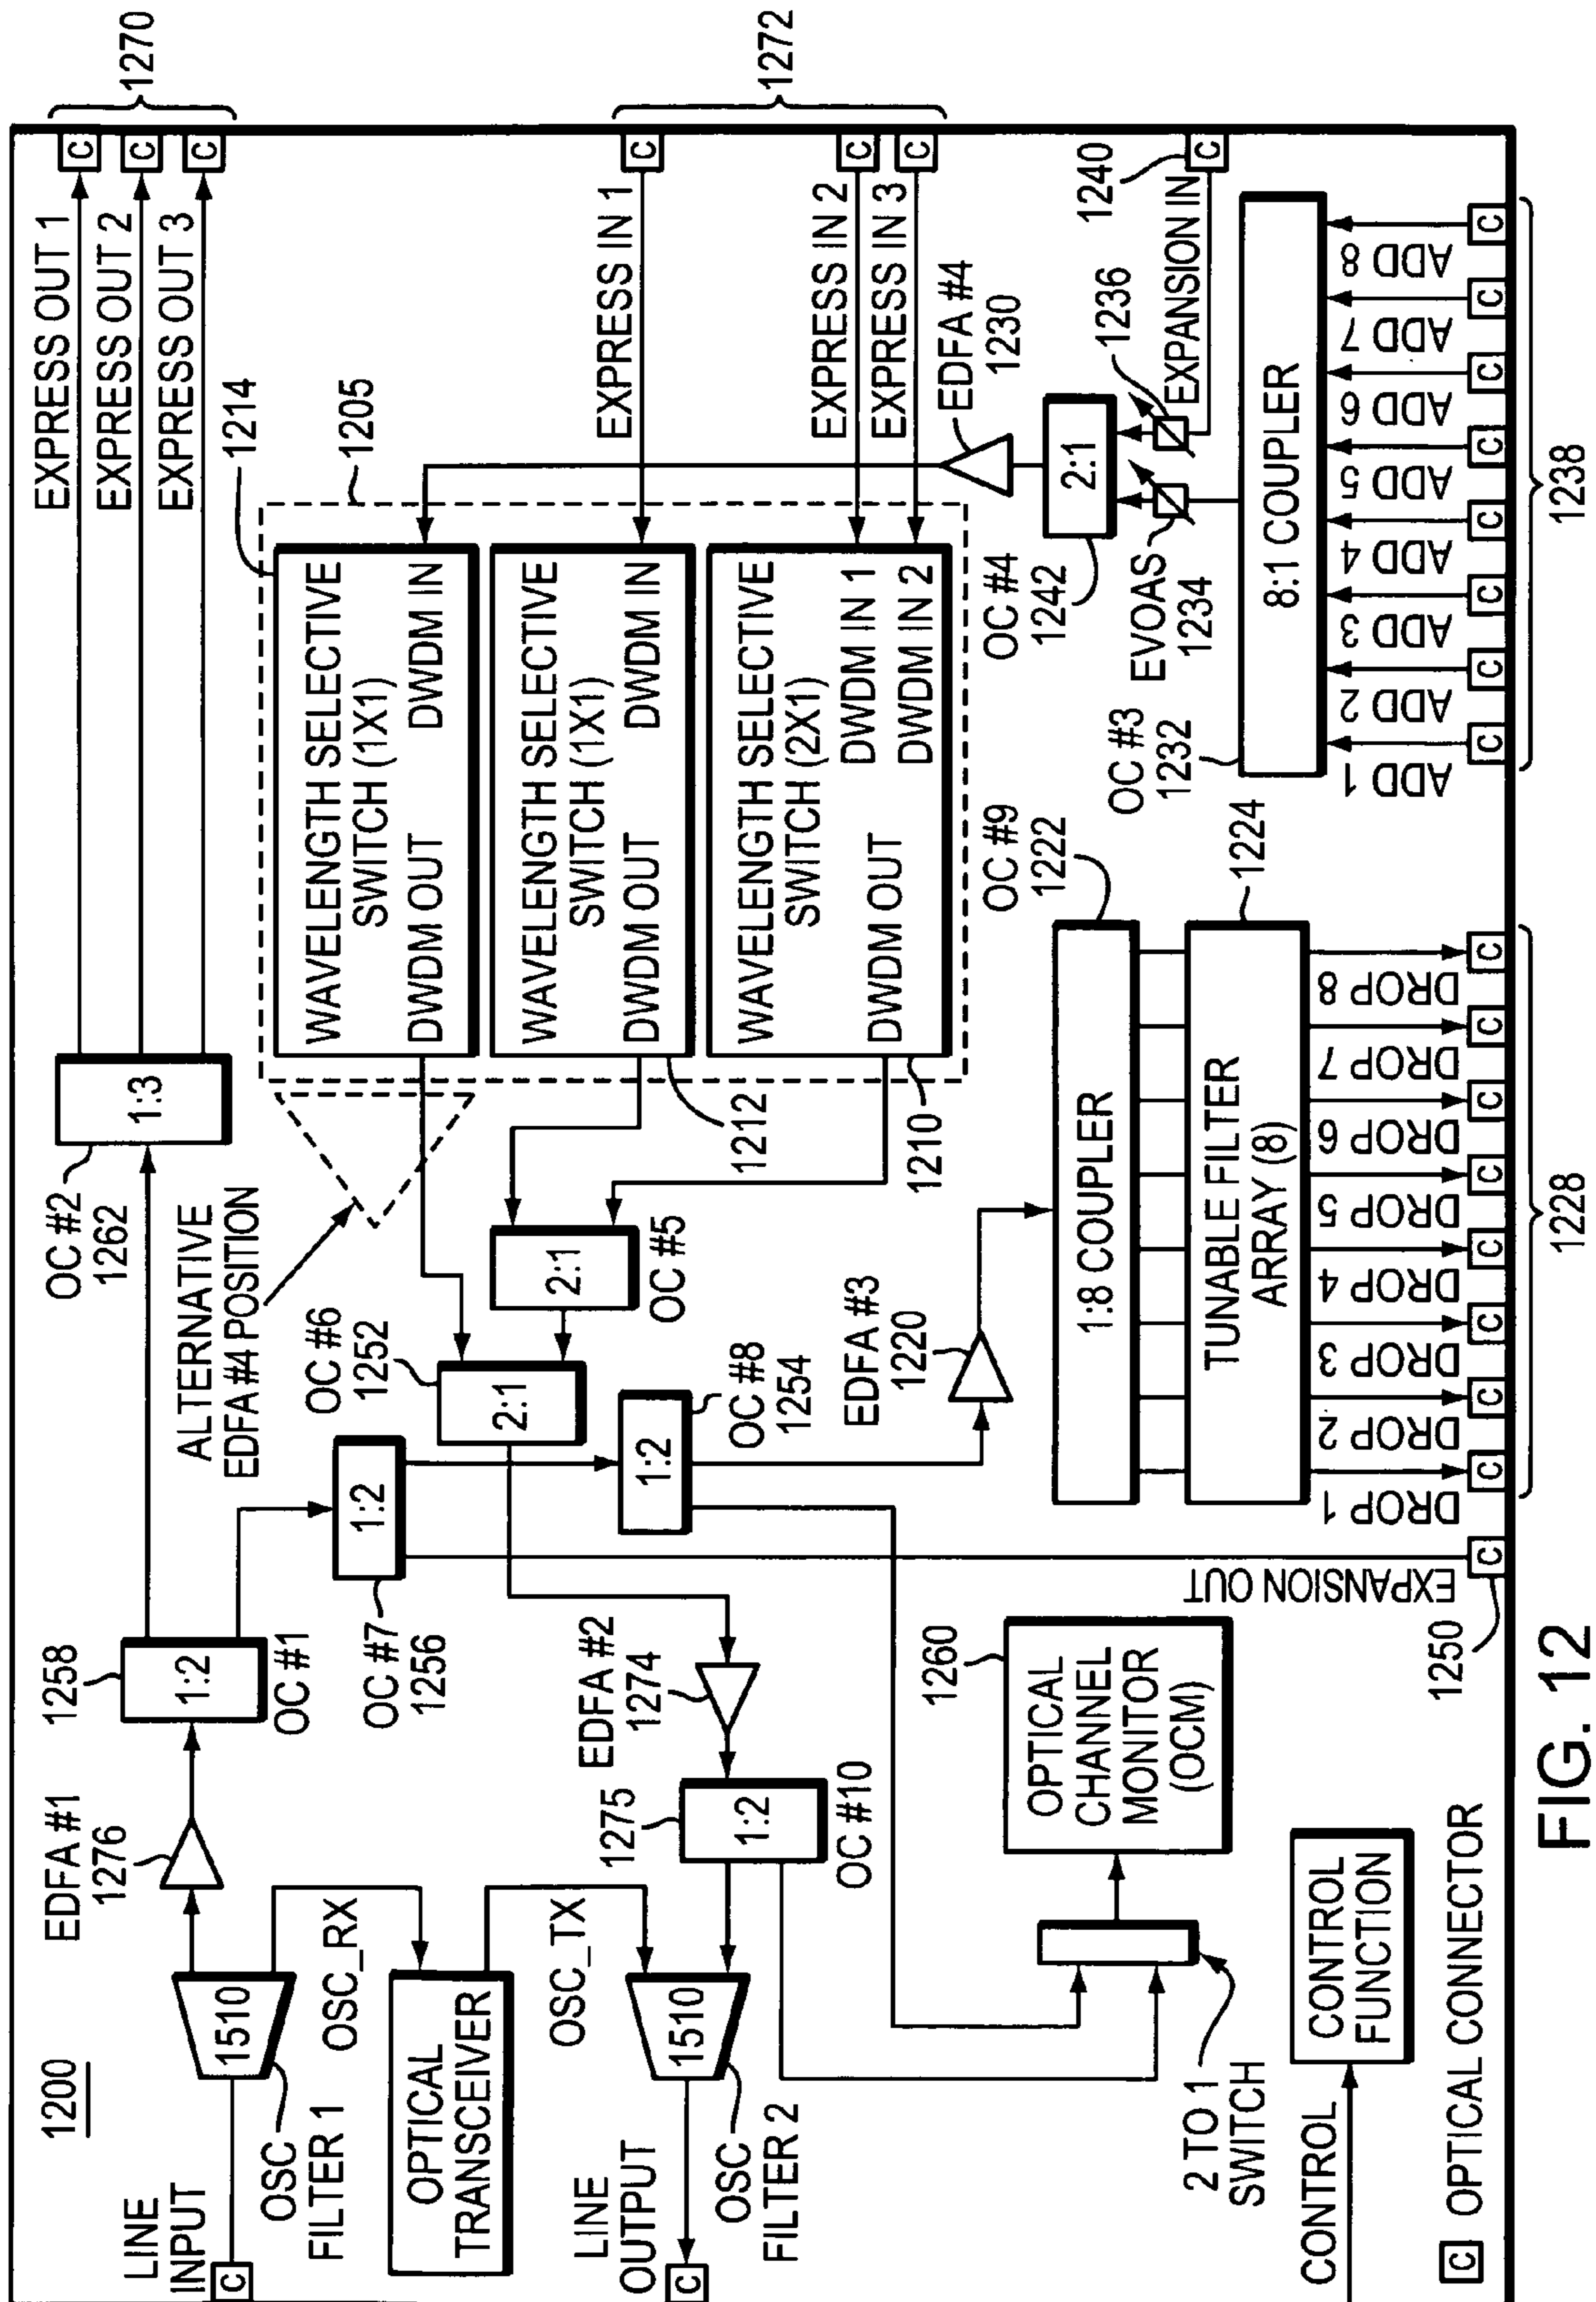 1200
LINE
INPUT
C
1510
OSC
FILTER 1
EDFA #1
1276
1258
1:2
OC #1
OC #2
1262
1:3
EXPRESS OUT 1
EXPRESS OUT 2
EXPRESS OUT 3
C
C
C
1270
OSC_RX
OPTICAL
TRANSCEIVER
OSC_TX
LINE
OUTPUT
C
1510
OSC
FILTER 2
OC #7
1256
1:2
ALTERNATIVE
EDFA #4 POSITION
1214
1205
WAVELENGTH SELECTIVE
SWITCH (1X1)
DWDM OUT
DWDM IN
WAVELENGTH SELECTIVE
SWITCH (1X1)
DWDM OUT
DWDM IN
1212
WAVELENGTH SELECTIVE
SWITCH (2X1)
DWDM IN 1
DWDM OUT
DWDM IN 2
1210
EXPRESS IN 1
C
EXPRESS IN 2
C
EXPRESS IN 3
C
1272
OC #6
1252
2:1
2:1
OC #5
1:2
OC #8
1254
EDFA #2
1274
1275
1:2
OC #10
EDFA #3
1220
EDFA #4
1230
OC #4
1242
2:1
EVOAS
1234
1236
EXPANSION IN
1240
C
OC #9
1222
1:8 COUPLER
1224
TUNABLE FILTER
ARRAY (8)
OC #3
1232
8:1 COUPLER
2 TO 1
SWITCH
1260
OPTICAL
CHANNEL
MONITOR
(OCM)
CONTROL
CONTROL
FUNCTION
EXPANSION OUT
C
1250
DROP 1
DROP 2
DROP 3
DROP 4
DROP 5
DROP 6
DROP 7
DROP 8
C
C
C
C
C
C
C
C
1228
ADD 1
ADD 2
ADD 3
ADD 4
ADD 5
ADD 6
ADD 7
ADD 8
C
C
C
C
C
C
C
C
1238
C OPTICAL CONNECTOR
FIG. 12